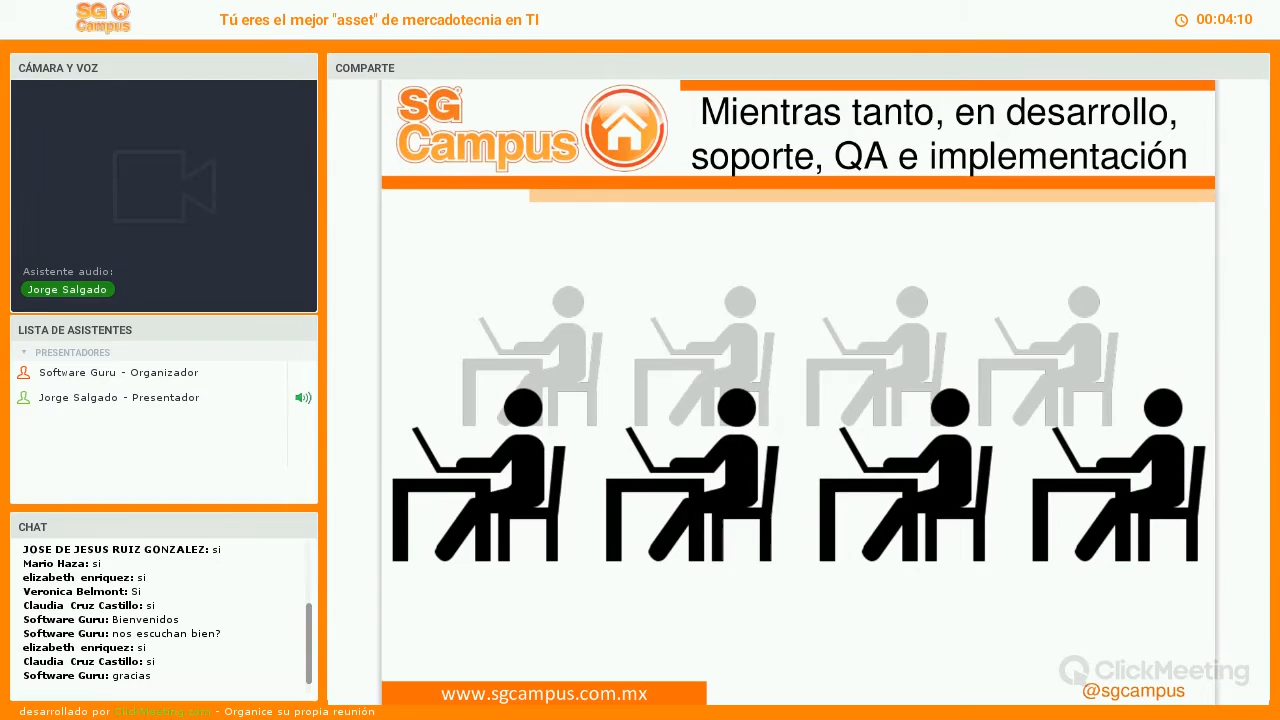 SG Campus
Tú eres el mejor "asset" de mercadotecnia en TI
00:04:10
CÁMARA Y VOZ
Asistente audio:
Jorge Salgado
LISTA DE ASISTENTES
PRESENTADORES
Software Guru - Organizador
Jorge Salgado - Presentador
CHAT
JOSE DE JESUS RUIZ GONZALEZ: si
Mario Haza: si
elizabeth enriquez: si
Veronica Belmont: Si
Claudia Cruz Castillo: si
Software Guru: Bienvenidos
Software Guru: nos escuchan bien?
elizabeth enriquez: si
Claudia Cruz Castillo: si
Software Guru: gracias
COMPARTE
SG
Campus
Mientras tanto, en desarrollo,
soporte, QA e implementación
ClickMeeting
www.sgcampus.com.mx
@sgcampus
desarrollado por ClickMeeting.com - Organice su propia reunión